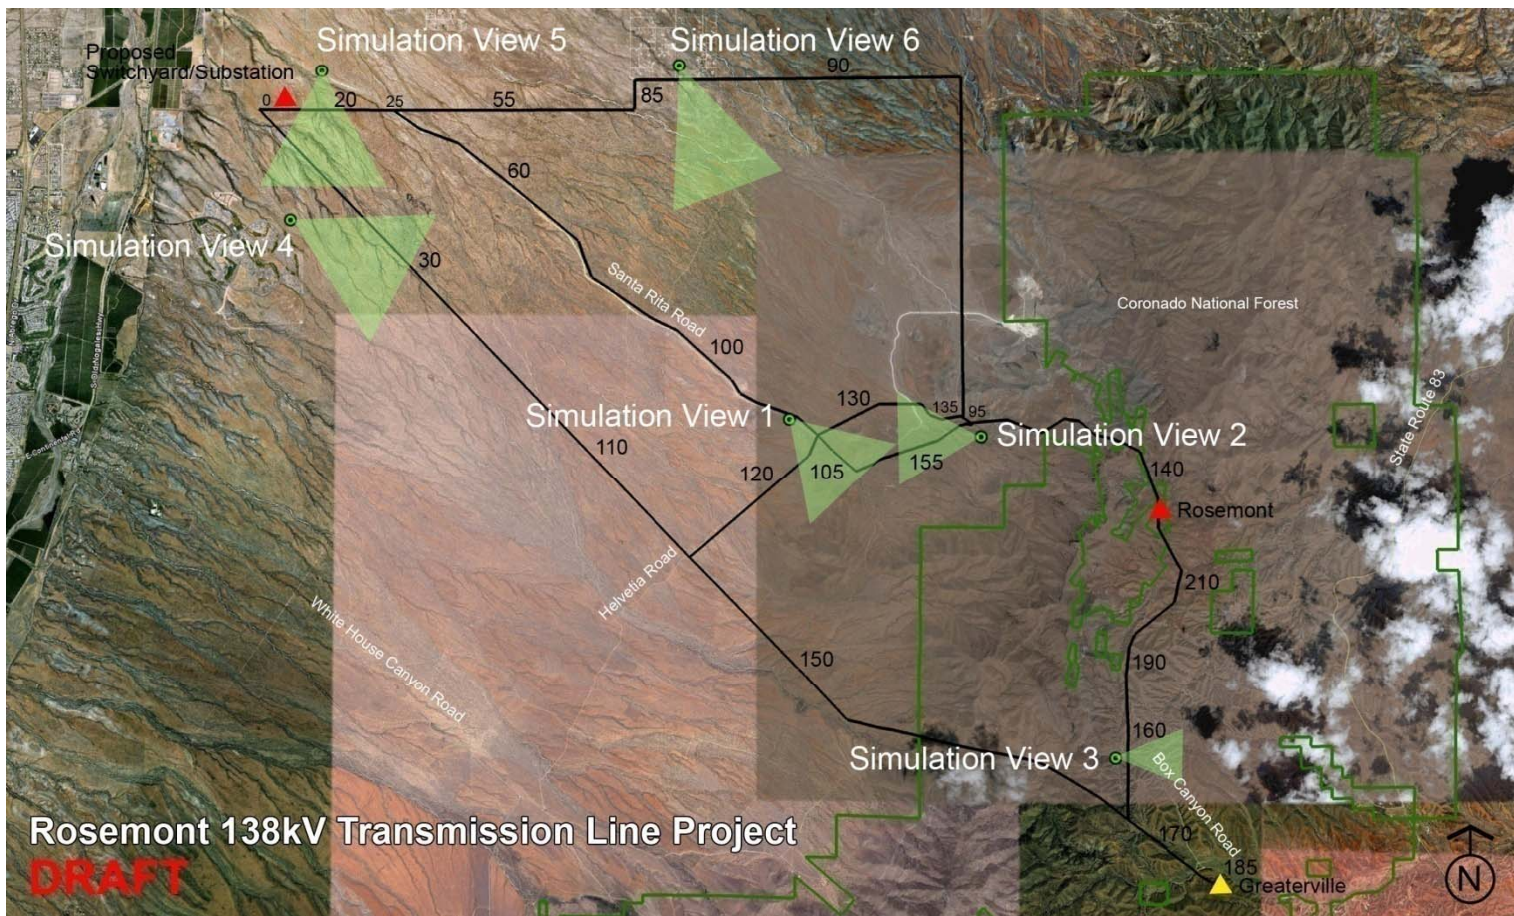 Simulation View 5
Simulation View 6
Proposed
Switchyard/Substation
0
20
25
55
85
90
60
Simulation View 4
30
Santa Rita Road
Coronado National Forest
S Old Nogales Hwy
100
State Route 83
Simulation View 1
130
135
95
Simulation View 2
110
120
105
155
140
Rosemont
Helvetia Road
210
White House Canyon Road
150
190
160
Simulation View 3
Box Canyon Road
Rosemont 138kV Transmission Line Project
170
185
DRAFT
Greaterville
N